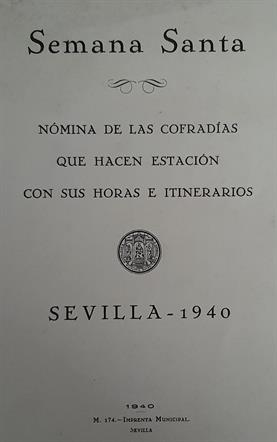 Semana Santa
NÓMINA DE LAS COFRADÍAS
QUE HACEN ESTACIÓN
CON SUS HORAS E ITINERARIOS
SEVILLA - 1940
1940
M. 174.—IMPRENTA MUNICIPAL.
SEVILLA